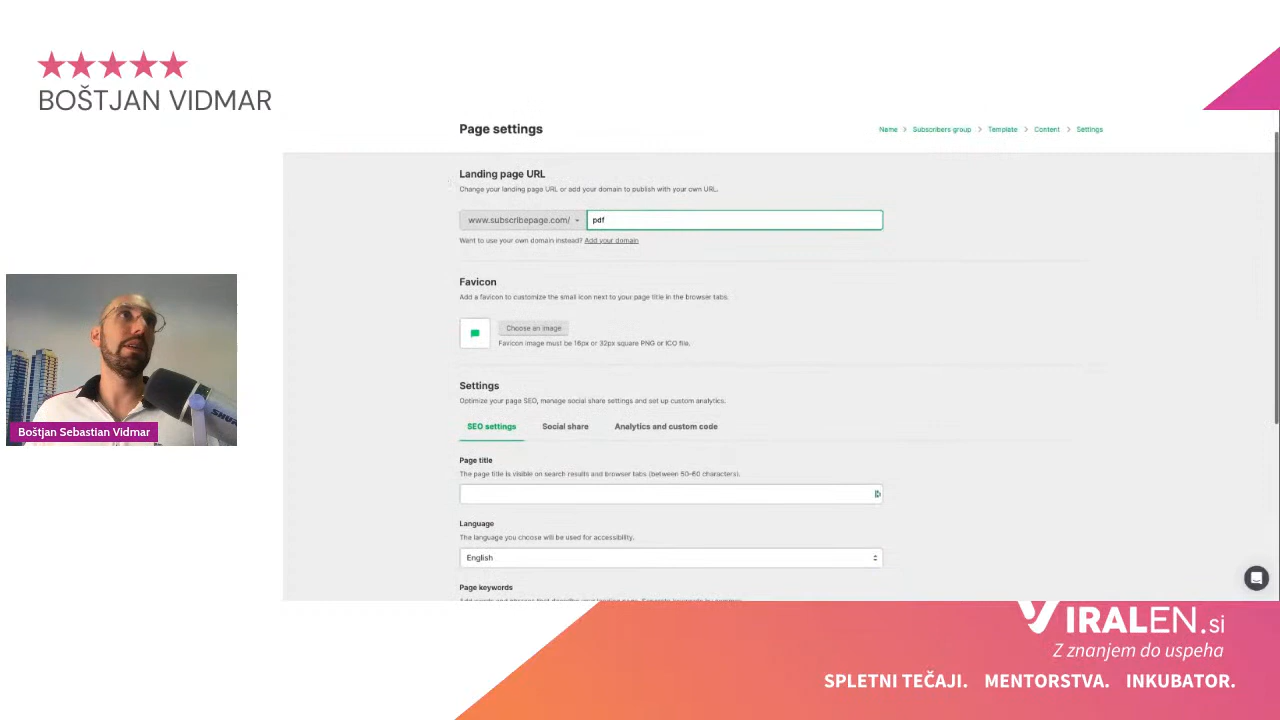 BOŠTJAN VIDMAR
Page settings
Name > Subscribers group > Template > Content > Settings
Landing page URL
Change your landing page URL or add your domain to publish with your own URL.
www.subscribepage.com/ pdf
Want to use your own domain instead? Add your domain
Favicon
Add a favicon to customize the small icon next to your page title in the browser tabs.
Choose an image
Favicon image must be 16px or 32px square PNG or ICO file.
Settings
Optimize your page SEO, manage social share settings and set up custom analytics.
SEO settings Social share Analytics and custom code
Page title
The page title is visible on search results and browser tabs (between 50-60 characters).
Language
The language you choose will be used for accessibility.
English
Page keywords
SHURE
Boštjan Sebastian Vidmar
VIRALEN.si
Z znanjem do uspeha
SPLETNI TEČAJI. MENTORSTVA. INKUBATOR.